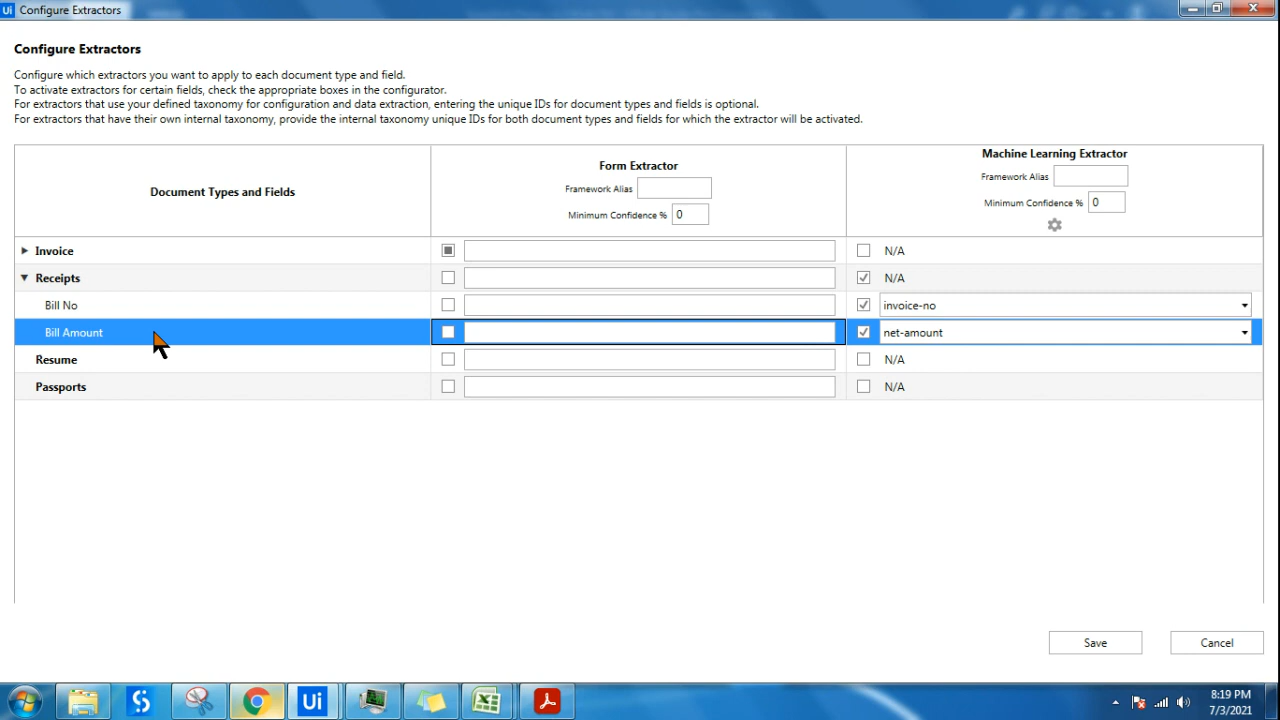 Ui Configure Extractors
Configure Extractors
Configure which extractors you want to apply to each document type and field.
To activate extractors for certain fields, check the appropriate boxes in the configurator.
For extractors that use your defined taxonomy for configuration and data extraction, entering the unique IDs for document types and fields is optional.
For extractors that have their own internal taxonomy, provide the internal taxonomy unique IDs for both document types and fields for which the extractor will be activated.
Document Types and Fields
Form Extractor
Framework Alias
Minimum Confidence % 0
Machine Learning Extractor
Framework Alias
Minimum Confidence % 0
Invoice N/A
Receipts N/A
Bill No invoice-no
Bill Amount net-amount
Resume N/A
Passports N/A
Save Cancel
Ui
8:19 PM
7/3/2021